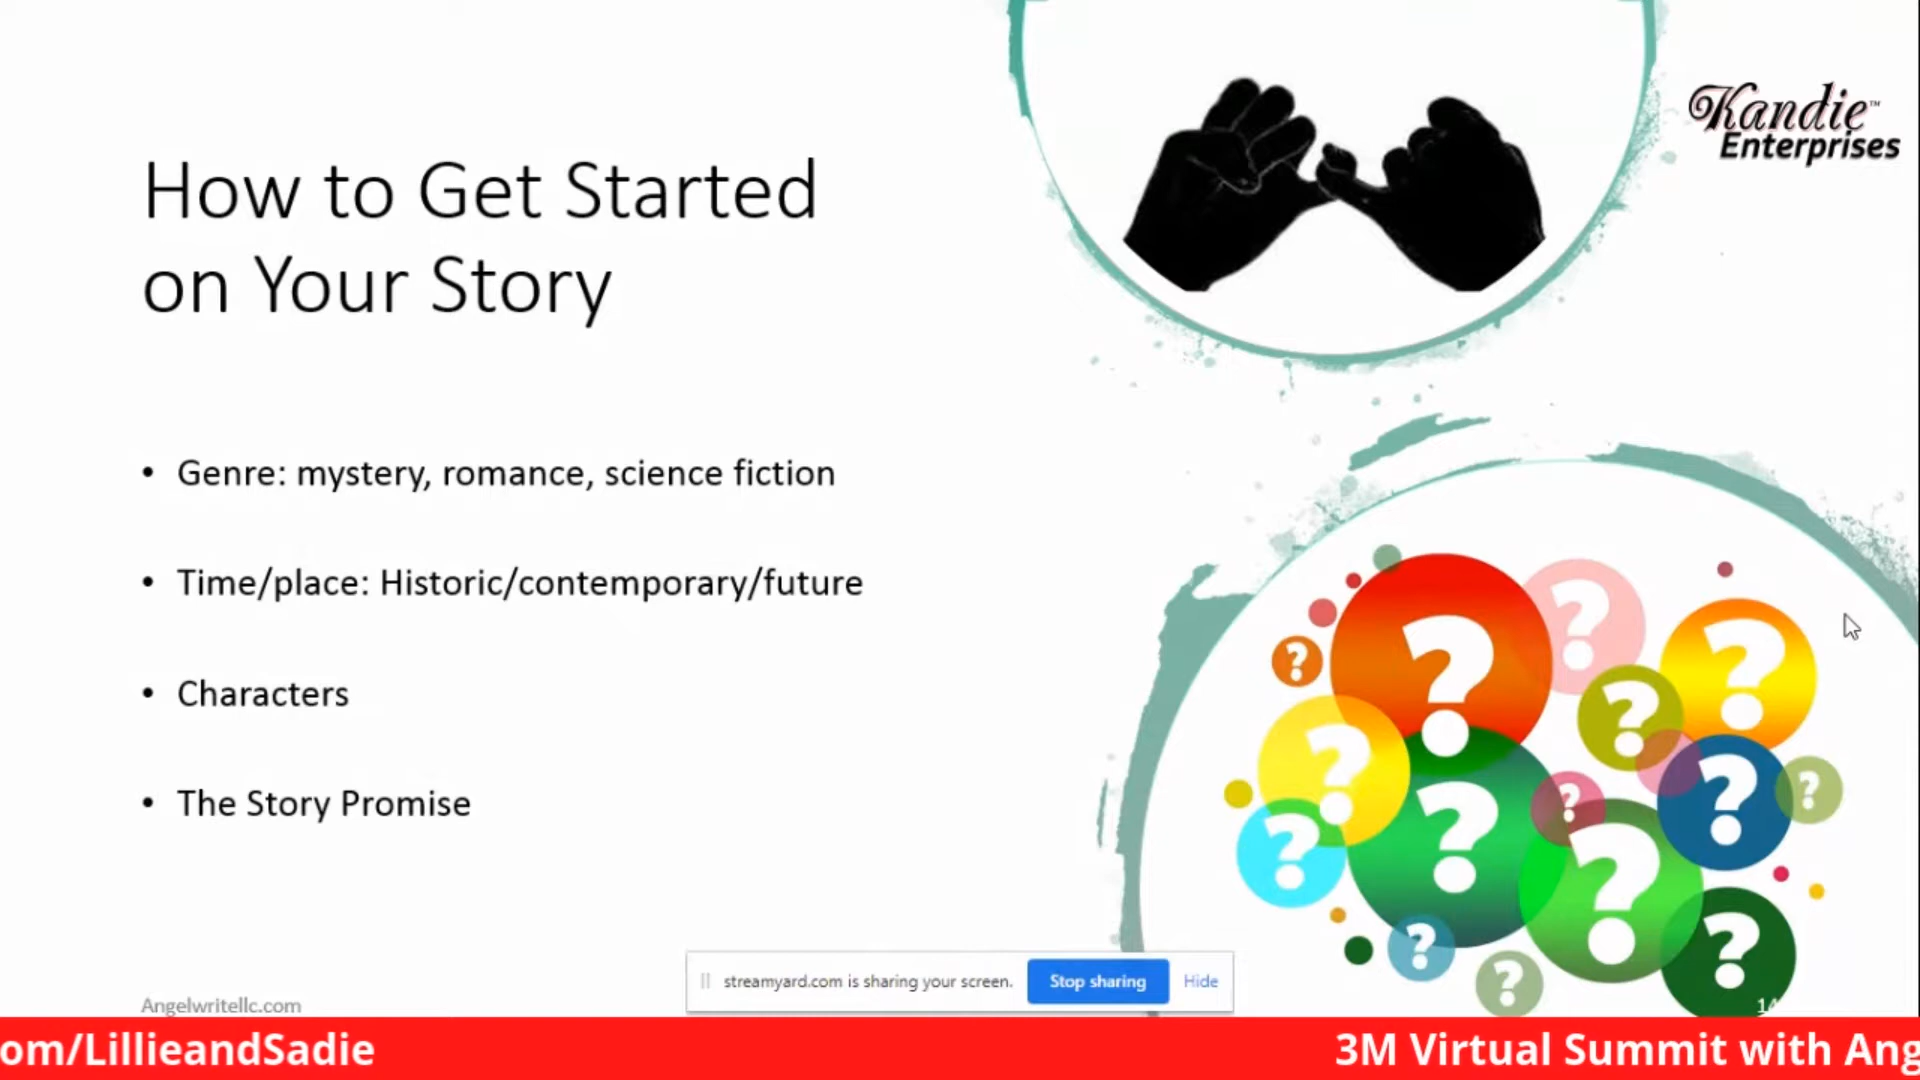 How to Get Started
on Your Story
Kandie™
Enterprises
• Genre: mystery, romance, science fiction
• Time/place: Historic/contemporary/future
• Characters
• The Story Promise
? ? ? ? ? ? ? ? ? ? ? ? ? ? ?
streamyard.com is sharing your screen. Stop sharing Hide
Angelwritellc.com
om/LillieandSadie 3M Virtual Summit with Ang